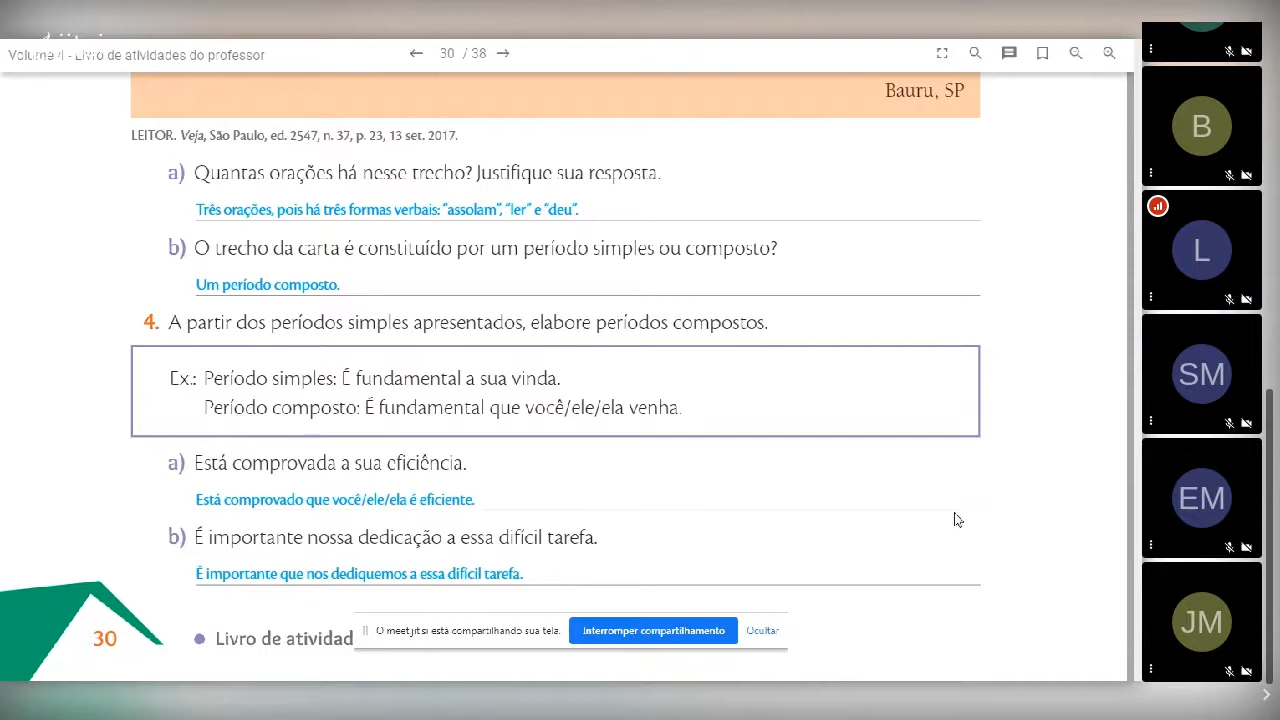 Volume 4 - Livro de atividades do professor
30 / 38
Bauru, SP
LEITOR. Veja, São Paulo, ed. 2547, n. 37, p. 23, 13 set. 2017.
a) Quantas orações há nesse trecho? Justifique sua resposta.
Três orações, pois há três formas verbais: “assolam”, “ler” e “deu”.
b) O trecho da carta é constituído por um período simples ou composto?
Um período composto.
4. A partir dos períodos simples apresentados, elabore períodos compostos.
Ex.: Período simples: É fundamental a sua vinda.
Período composto: É fundamental que você/ele/ela venha.
a) Está comprovada a sua eficiência.
Está comprovado que você/ele/ela é eficiente.
b) É importante nossa dedicação a essa difícil tarefa.
É importante que nos dediquemos a essa difícil tarefa.
30
Livro de atividad
O meet.jit.si está compartilhando sua tela.
Interromper compartilhamento
Ocultar
B
L
SM
EM
JM